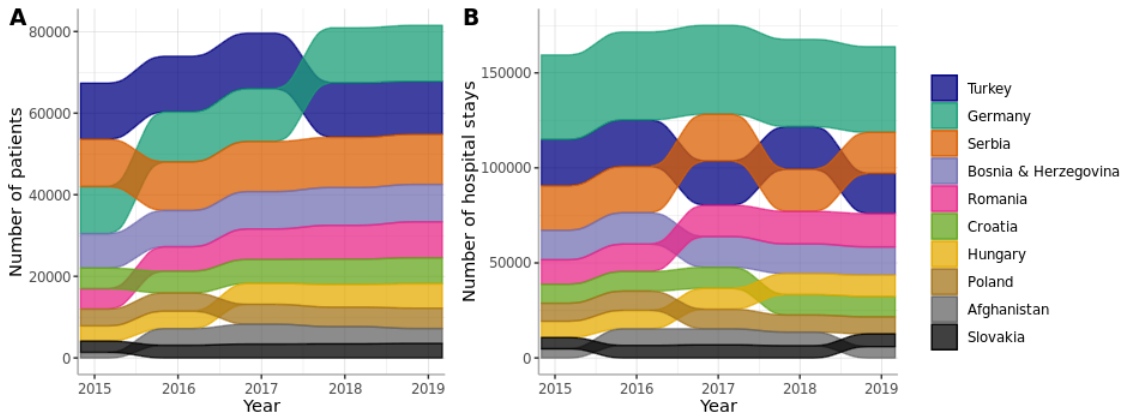 A
Number of patients
80000
60000
40000
20000
0
2015 2016 2017 2018 2019
Year
B
Number of hospital stays
150000
100000
50000
0
2015 2016 2017 2018 2019
Year
Turkey
Germany
Serbia
Bosnia & Herzegovina
Romania
Croatia
Hungary
Poland
Afghanistan
Slovakia